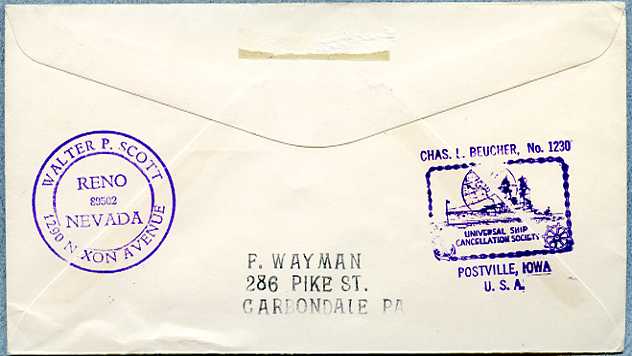 WALTER P. SCOTT
RENO
89502
NEVADA
1290 N XON AVENUE
F. WAYMAN
286 PIKE ST.
CARBONDALE PA
CHAS. L. BEUCHER, No. 1230
UNIVERSAL SHIP
CANCELLATION SOCIETY
POSTVILLE, IOWA
U. S. A.